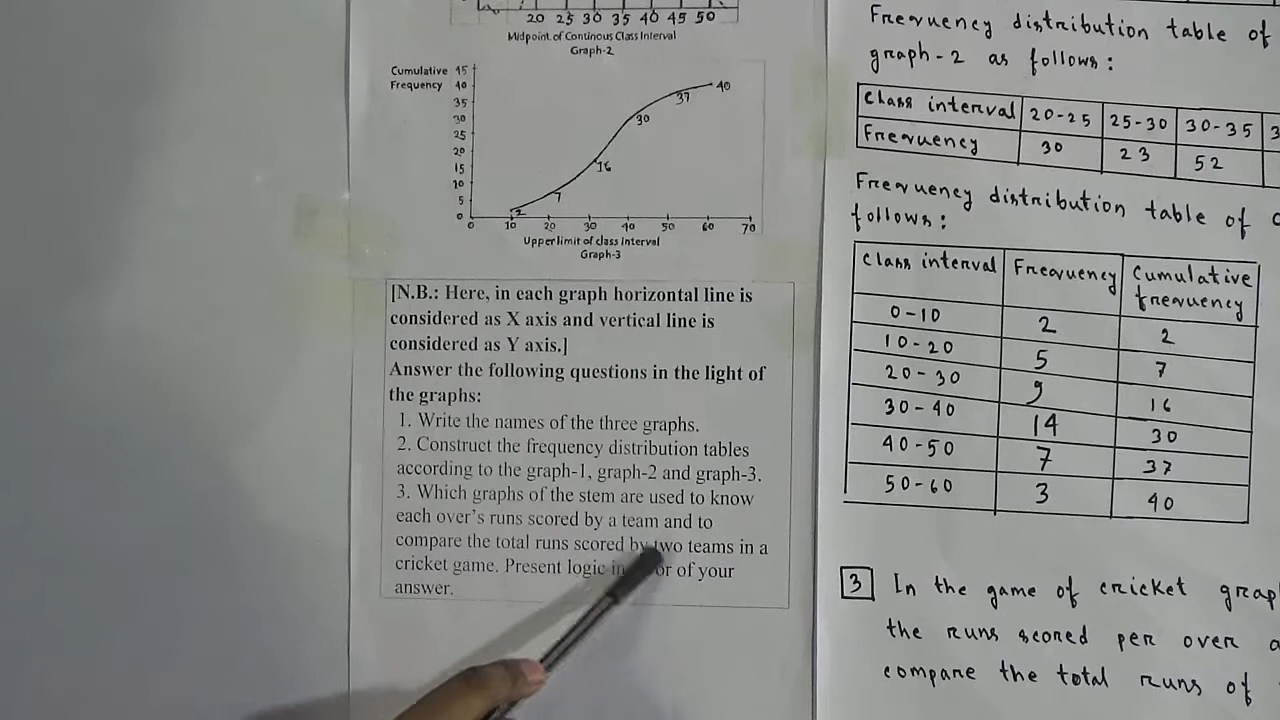 20 25 30 35 40 45 50
Midpoint of Continous Class Interval
Graph-2
Cumulative
Frequency
45
40
35
30
25
20
15
10
5
0
2
7
16
30
37
40
0 10 20 30 40 50 60 70
Upper limit of class Interval
Graph-3
[N.B.: Here, in each graph horizontal line is
considered as X axis and vertical line is
considered as Y axis.]
Answer the following questions in the light of
the graphs:
1. Write the names of the three graphs.
2. Construct the frequency distribution tables
according to the graph-1, graph-2 and graph-3.
3. Which graphs of the stem are used to know
each over's runs scored by a team and to
compare the total runs scored by two teams in a
cricket game. Present logic in of your
answer.
Frequency distribution table of
graph-2 as follows:
Class interval 20-25 25-30 30-35
Frequency 30 23 52
Frequency distribution table of
follows:
Class interval Frequency Cumulative frequency
0-10 2 2
10-20 5 7
20-30 9 16
30-40 14 30
40-50 7 37
50-60 3 40
3 In the game of cricket
the runs scored per over
compare the total runs of